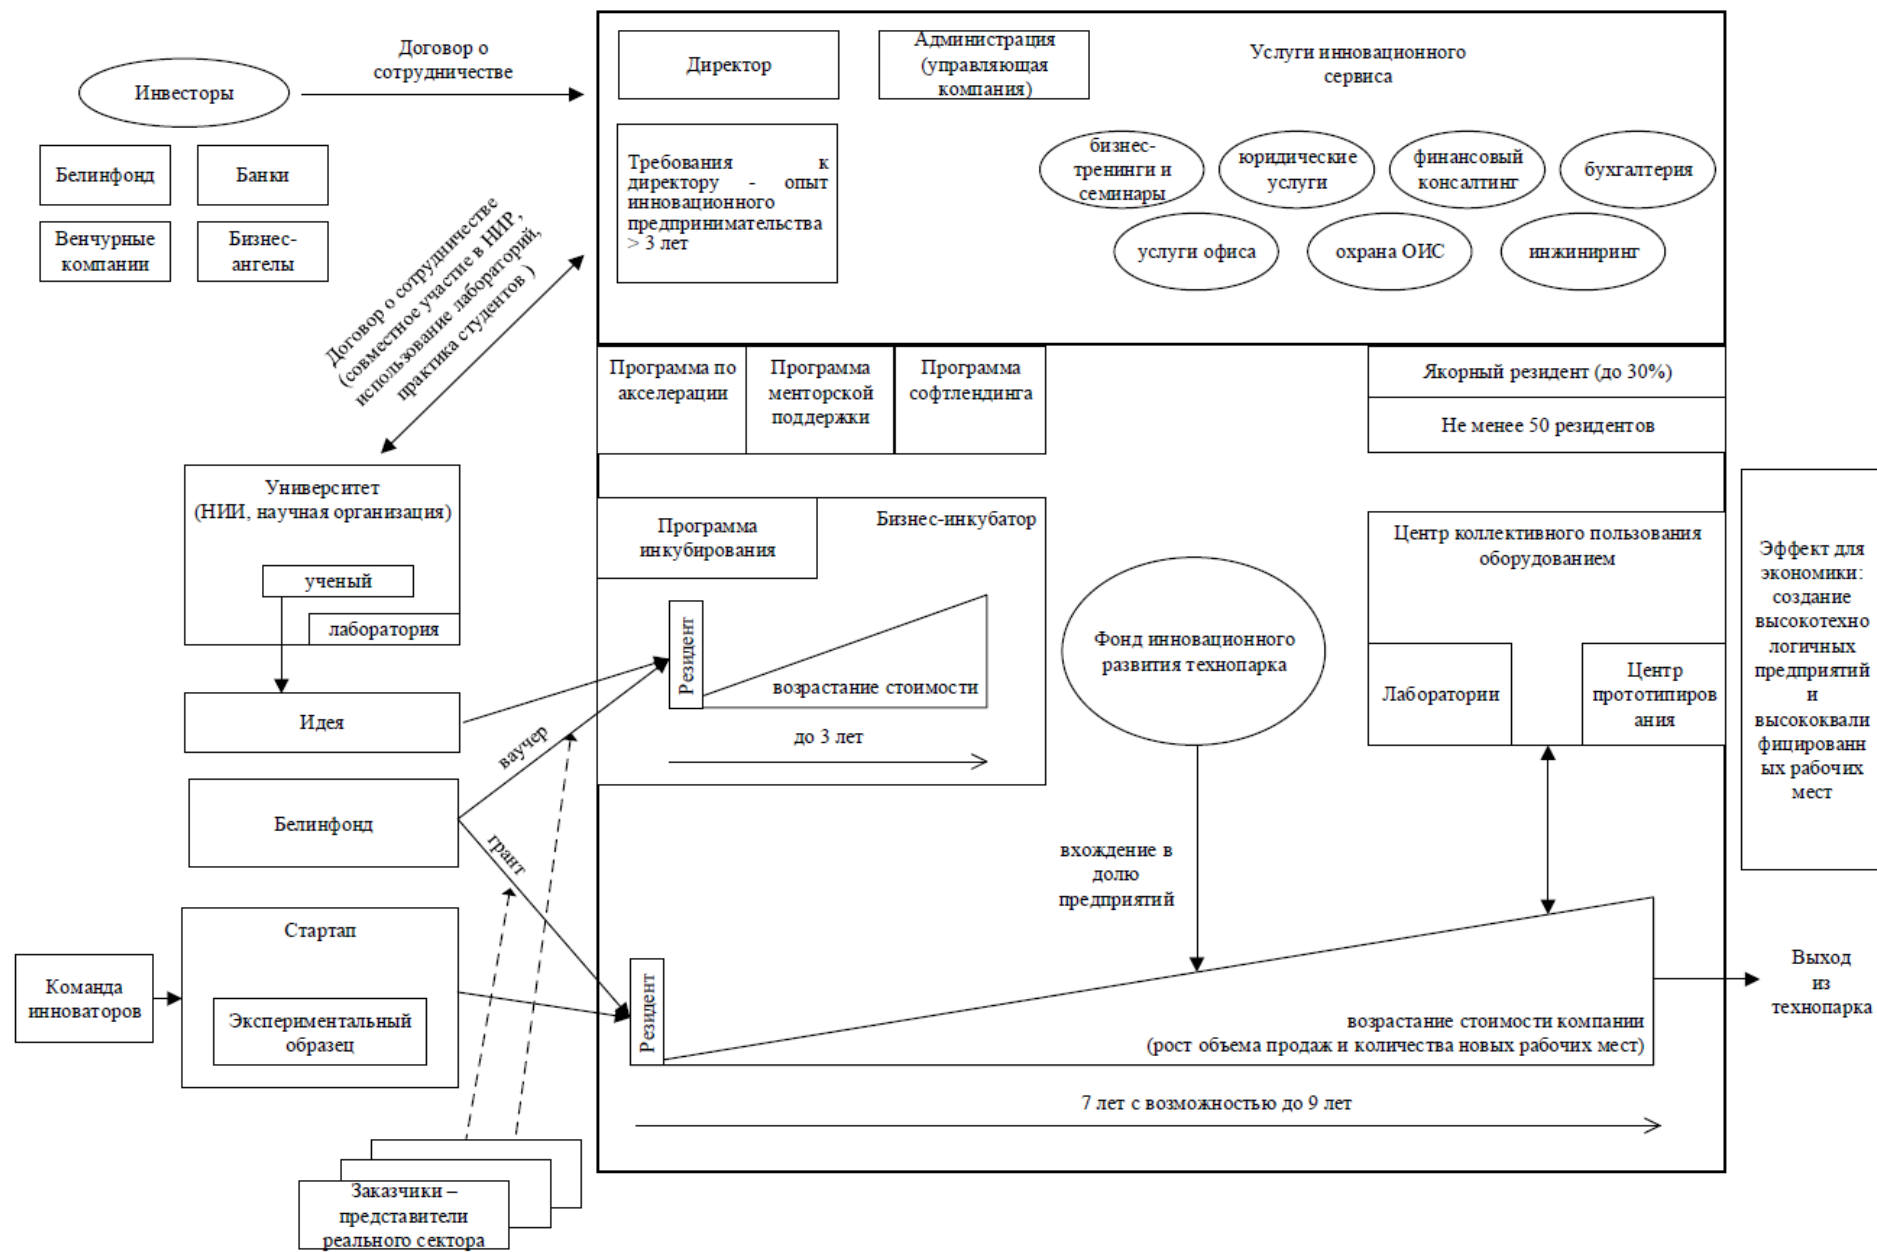 Инвесторы
Договор о
сотрудничестве
Белинфонд
Банки
Венчурные
компании
Бизнес-
ангелы
Договор о сотрудничестве
(совместное участие в НИР,
использование лабораторий,
практика студентов )
Директор
Администрация
(управляющая
компания)
Услуги инновационного
сервиса
Требования к
директору - опыт
инновационного
предпринимательства
> 3 лет
бизнес-
тренинги и
семинары
юридические
услуги
финансовый
консалтинг
бухгалтерия
услуги офиса
охрана ОИС
инжиниринг
Программа по
акселерации
Программа
менторской
поддержки
Программа
софтлендинга
Якорный резидент (до 30%)
Не менее 50 резидентов
Университет
(НИИ, научная организация)
ученый
лаборатория
Идея
Белинфонд
ваучер
грант
Стартап
Экспериментальный
образец
Команда
инноваторов
Заказчики –
представители
реального сектора
Программа
инкубирования
Бизнес-инкубатор
Резидент
возрастание стоимости
до 3 лет
Фонд инновационного
развития технопарка
вхождение в
долю
предприятий
Центр коллективного пользования
оборудованием
Лаборатории
Центр
прототипиров
ания
Резидент
возрастание стоимости компании
(рост объема продаж и количества новых рабочих мест)
7 лет с возможностью до 9 лет
Эффект для
экономики:
создание
высокотехно
логичных
предприятий
и
высококвали
фицированн
ых рабочих
мест
Выход
из
технопарка